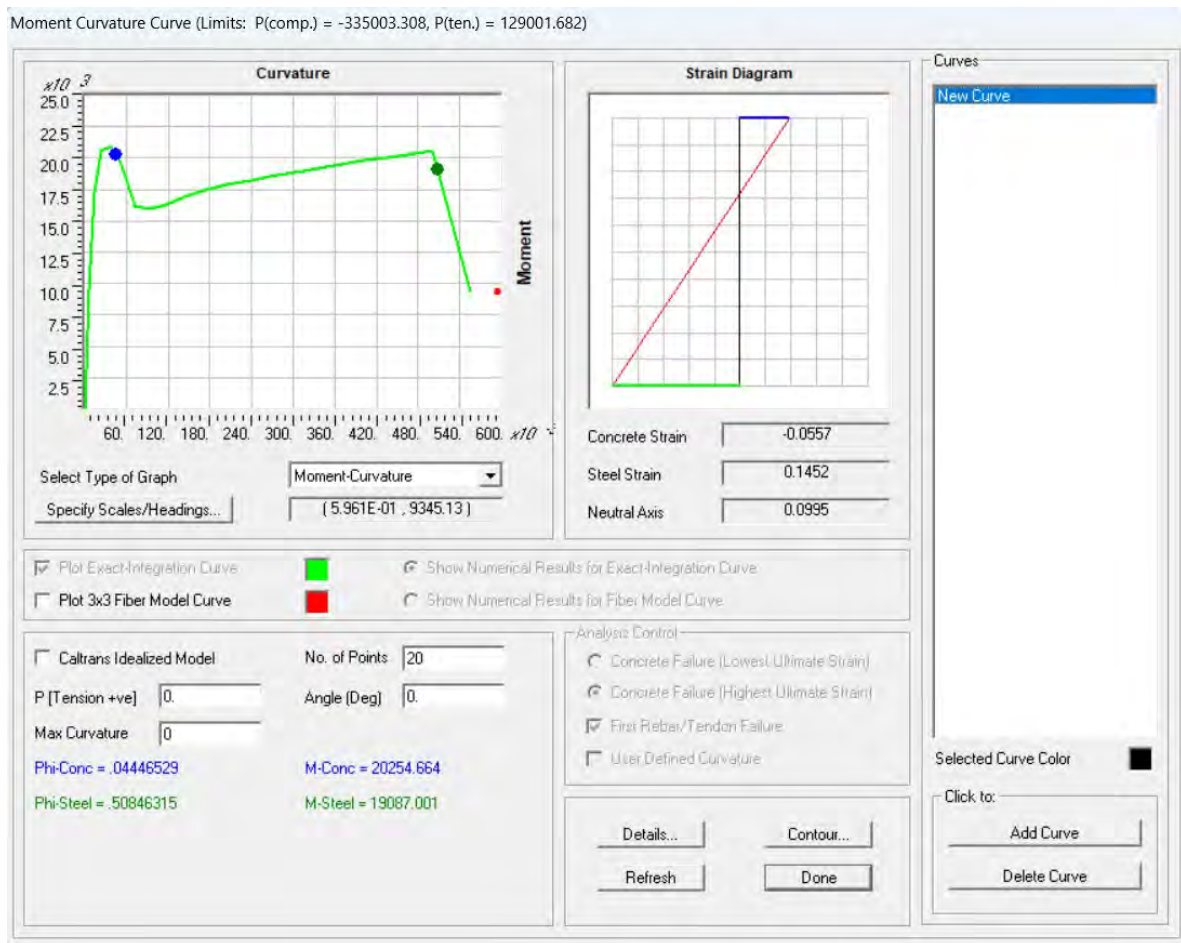 Moment Curvature Curve (Limits: P(comp.) = -335003.308, P(ten.) = 129001.682)
Curvature
x10 3
25.0
22.5
20.0
17.5
15.0
12.5
10.0
7.5
5.0
2.5
Moment
60. 120. 180. 240. 300. 360. 420. 480. 540. 600. x10
Select Type of Graph
Moment-Curvature
Specify Scales/Headings...
( 5.961E-01 , 9345.13 )
Strain Diagram
Concrete Strain
-0.0557
Steel Strain
0.1452
Neutral Axis
0.0995
Curves
New Curve
Plot Exact-Integration Curve
Show Numerical Results for Exact-Integration Curve
Plot 3x3 Fiber Model Curve
Show Numerical Results for Fiber Model Curve
Caltrans Idealized Model
No. of Points 20
P [Tension +ve] 0.
Angle (Deg) 0.
Max Curvature 0
Phi-Conc = .04446529
M-Conc = 20254.664
Phi-Steel = .50846315
M-Steel = 19087.001
Analysis Control
Concrete Failure (Lowest Ultimate Strain)
Concrete Failure (Highest Ultimate Strain)
First Rebar/Tendon Failure
User Defined Curvature
Details...
Contour...
Refresh
Done
Selected Curve Color
Click to:
Add Curve
Delete Curve